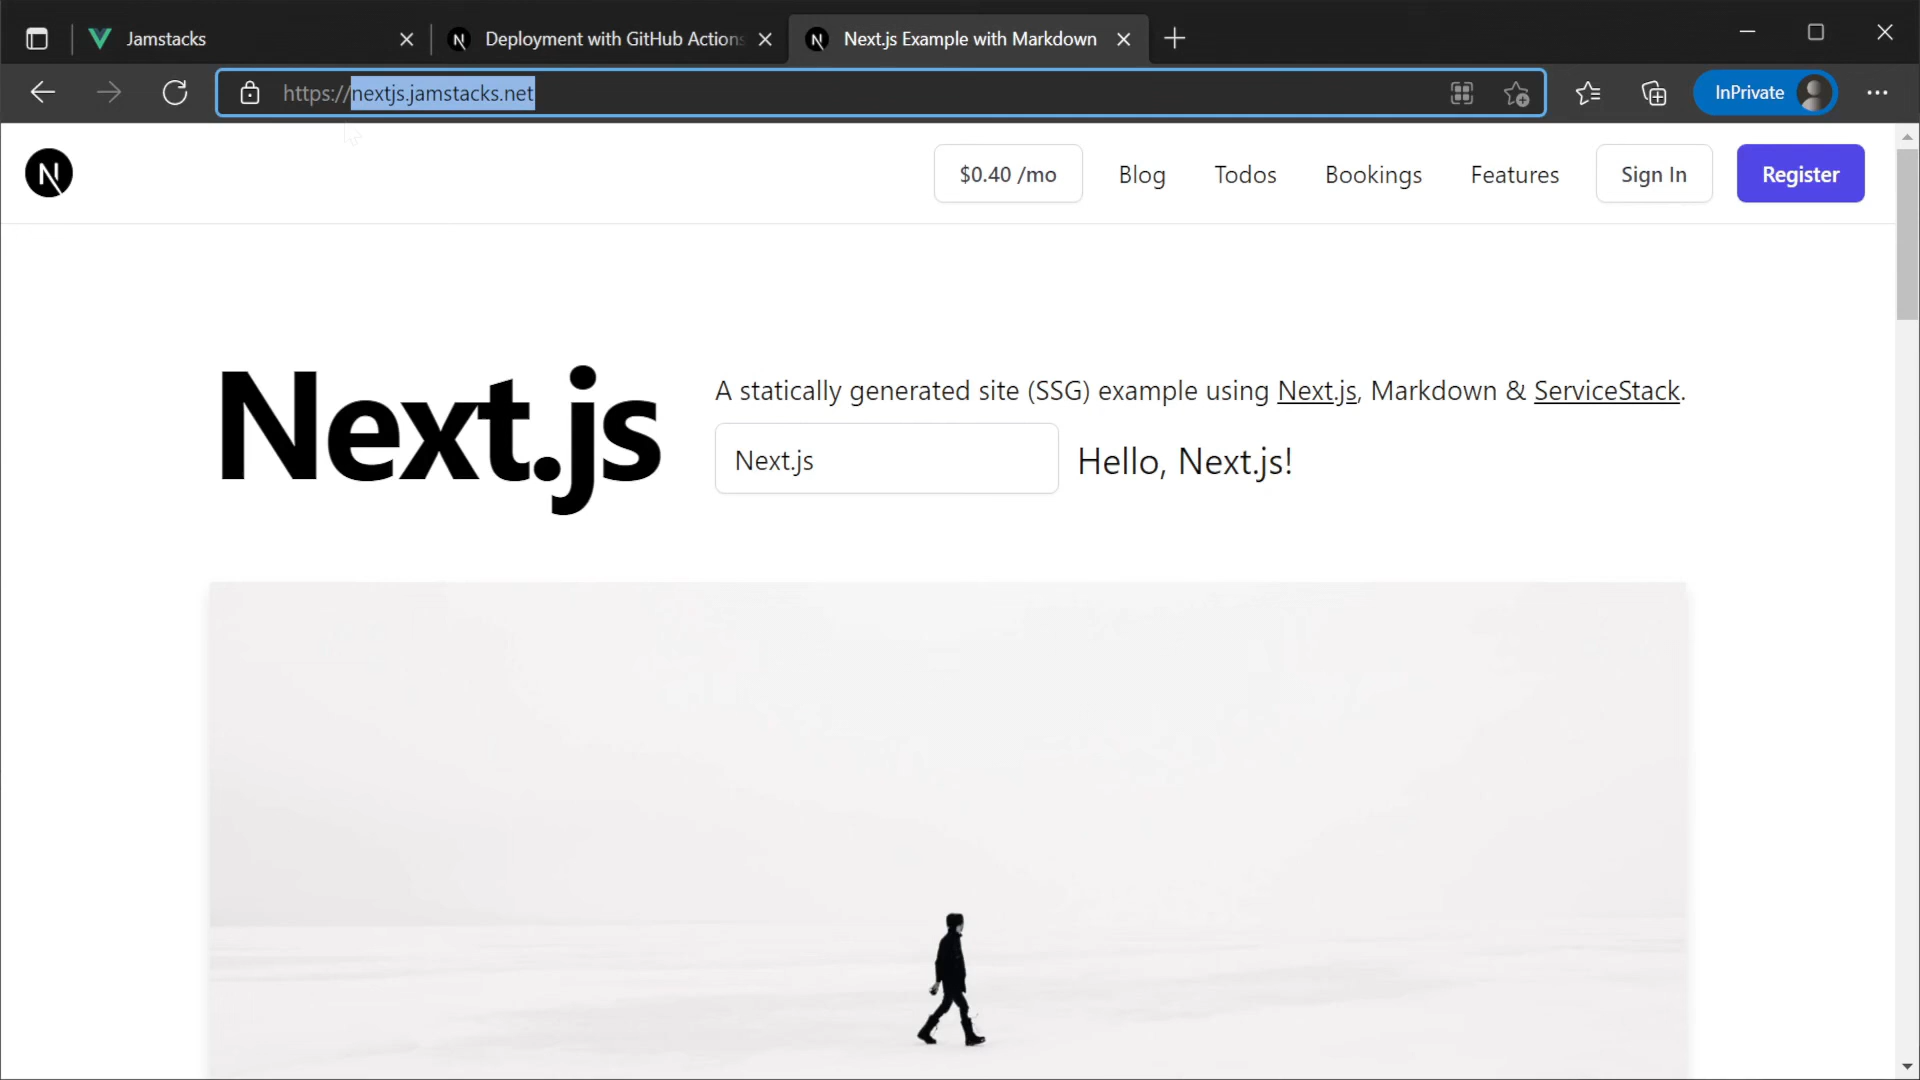 Jamstacks
Deployment with GitHub Actions
Next.js Example with Markdown
https://nextjs.jamstacks.net
InPrivate
N
$0.40 /mo
Blog
Todos
Bookings
Features
Sign In
Register
Next.js
A statically generated site (SSG) example using Next.js, Markdown & ServiceStack.
Next.js
Hello, Next.js!